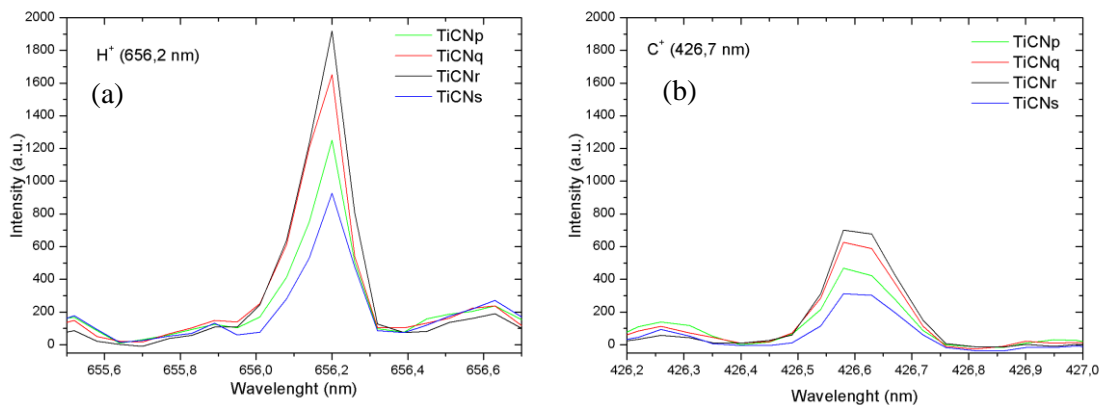 2000
1800
1600
1400
1200
1000
800
600
400
200
0
Intensity (a.u.)
H⁺ (656,2 nm)
(a)
TiCNp
TiCNq
TiCNr
TiCNs
655,6 655,8 656,0 656,2 656,4 656,6
Wavelenght (nm)
2000
1800
1600
1400
1200
1000
800
600
400
200
0
Intensity (a.u.)
C⁺ (426,7 nm)
(b)
TiCNp
TiCNq
TiCNr
TiCNs
426,2 426,3 426,4 426,5 426,6 426,7 426,8 426,9 427,0
Wavelenght (nm)